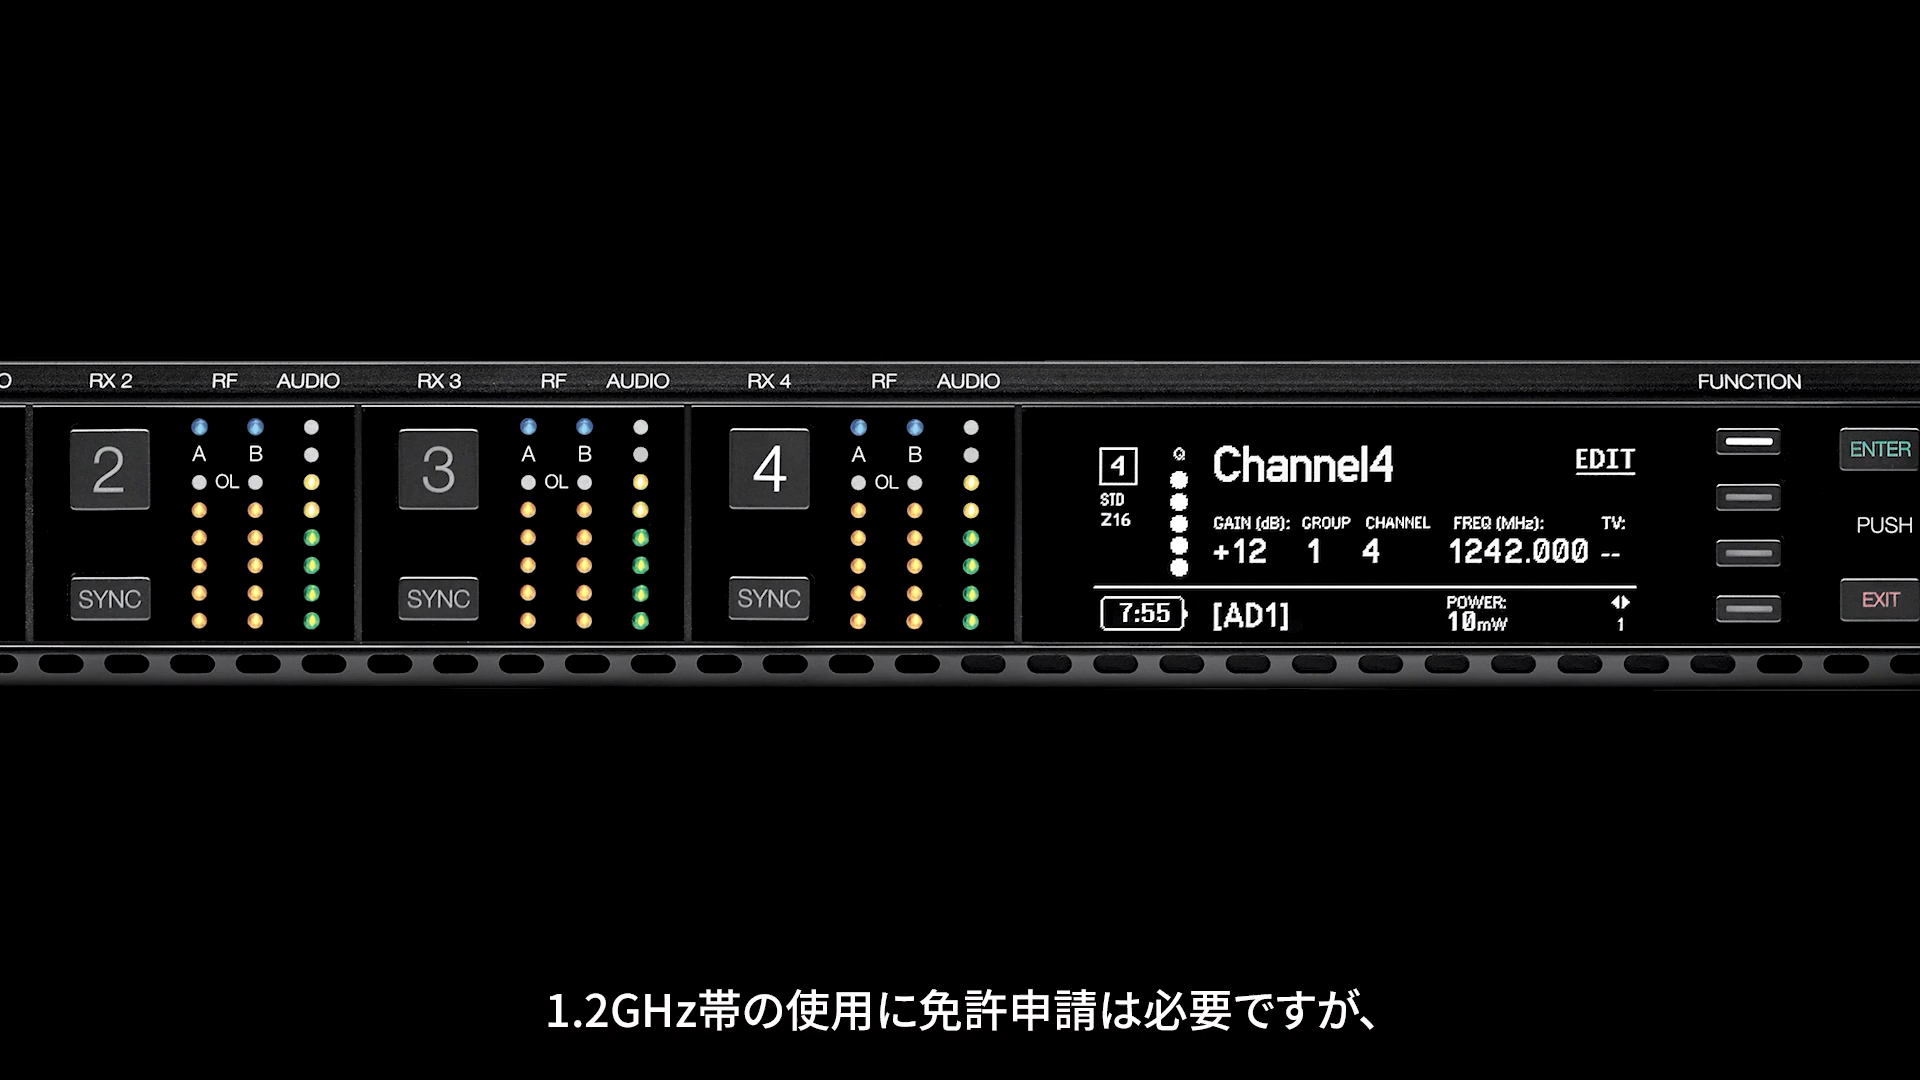 O RX 2 RF AUDIO RX 3 RF AUDIO RX 4 RF AUDIO FUNCTION
2 A B OL SYNC
3 A B OL SYNC
4 A B OL SYNC
4 Channel4 EDIT
STD
Z16
GAIN (dB): GROUP CHANNEL FREQ (MHz): TV:
+12 1 4 1242.000 --
7:55 [AD1] POWER:
10mW 1
ENTER
PUSH
EXIT
1.2GHz帯の使用に免許申請は必要ですが、